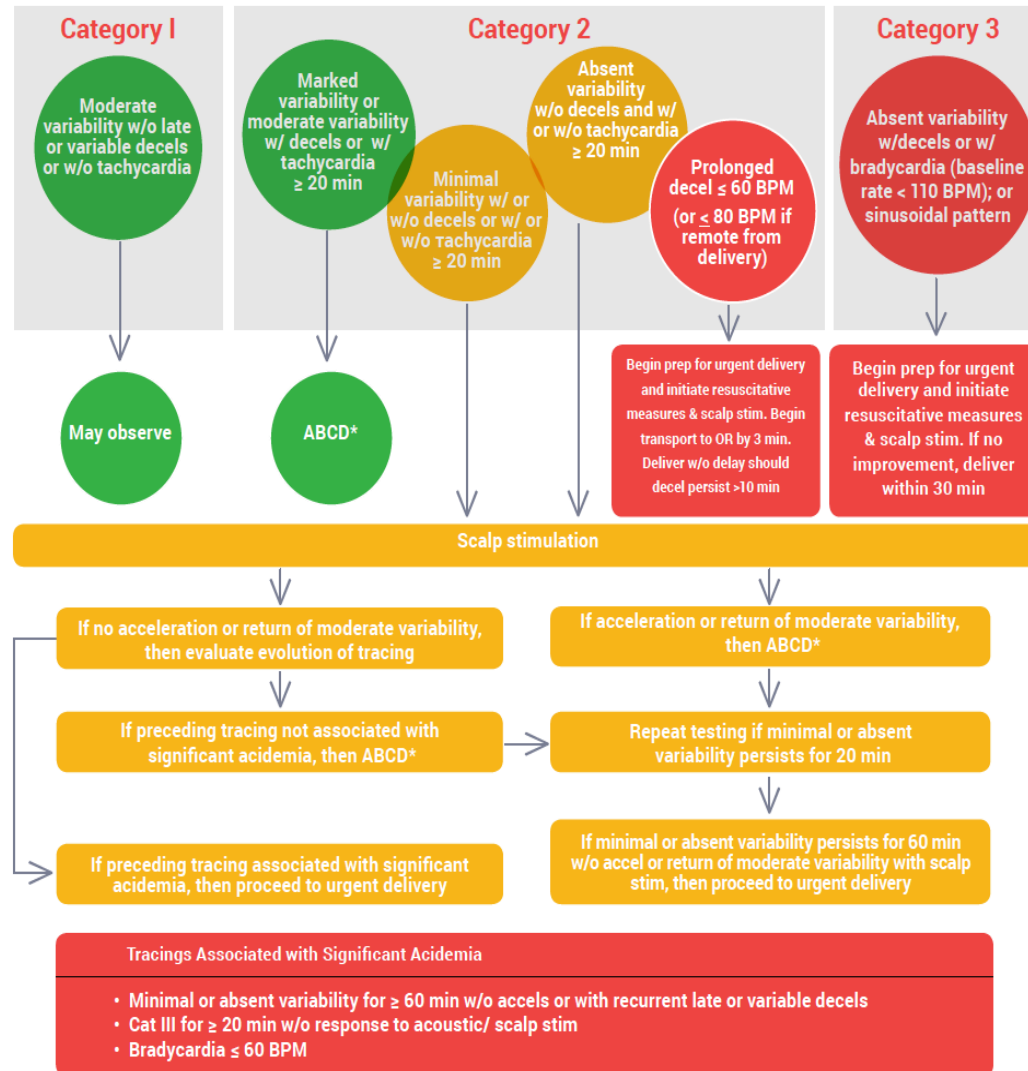 Category I
Category 2
Category 3
Moderate
variability w/o late
or variable decels
or w/o tachycardia
Marked
variability or
moderate variability
w/ decels or w/
tachycardia
≥ 20 min
Minimal
variability w/ or
w/o decels or w/ or
w/o Tachycardia
≥ 20 min
Absent
variability
w/o decels and w/
or w/o tachycardia
≥ 20 min
Prolonged
decel ≤ 60 BPM
(or ≤ 80 BPM if
remote from
delivery)
Absent variability
w/decels or w/
bradycardia (baseline
rate < 110 BPM); or
sinusoidal pattern
May observe
ABCD*
Begin prep for urgent delivery
and initiate resuscitative
measures & scalp stim. Begin
transport to OR by 3 min.
Deliver w/o delay should
decel persist >10 min
Begin prep for urgent
delivery and initiate
resuscitative measures
& scalp stim. If no
improvement, deliver
within 30 min
Scalp stimulation
If no acceleration or return of moderate variability,
then evaluate evolution of tracing
If acceleration or return of moderate variability,
then ABCD*
If preceding tracing not associated with
significant acidemia, then ABCD*
Repeat testing if minimal or absent
variability persists for 20 min
If preceding tracing associated with significant
acidemia, then proceed to urgent delivery
If minimal or absent variability persists for 60 min
w/o accel or return of moderate variability with scalp
stim, then proceed to urgent delivery
Tracings Associated with Significant Acidemia
• Minimal or absent variability for ≥ 60 min w/o accels or with recurrent late or variable decels
• Cat III for ≥ 20 min w/o response to acoustic/ scalp stim
• Bradycardia ≤ 60 BPM